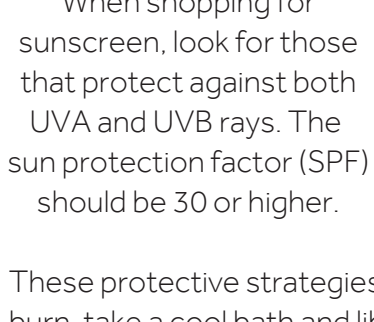 When shopping for
sunscreen, look for those
that protect against both
UVA and UVB rays. The
sun protection factor (SPF)
should be 30 or higher.
These protective strategies
burn, take a cool bath and